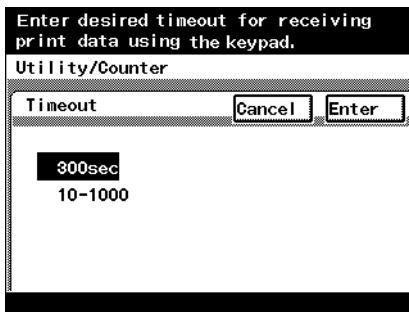 Enter desired timeout for receiving
print data using the keypad.
Utility/Counter
Timeout Cancel Enter
300sec
10-1000